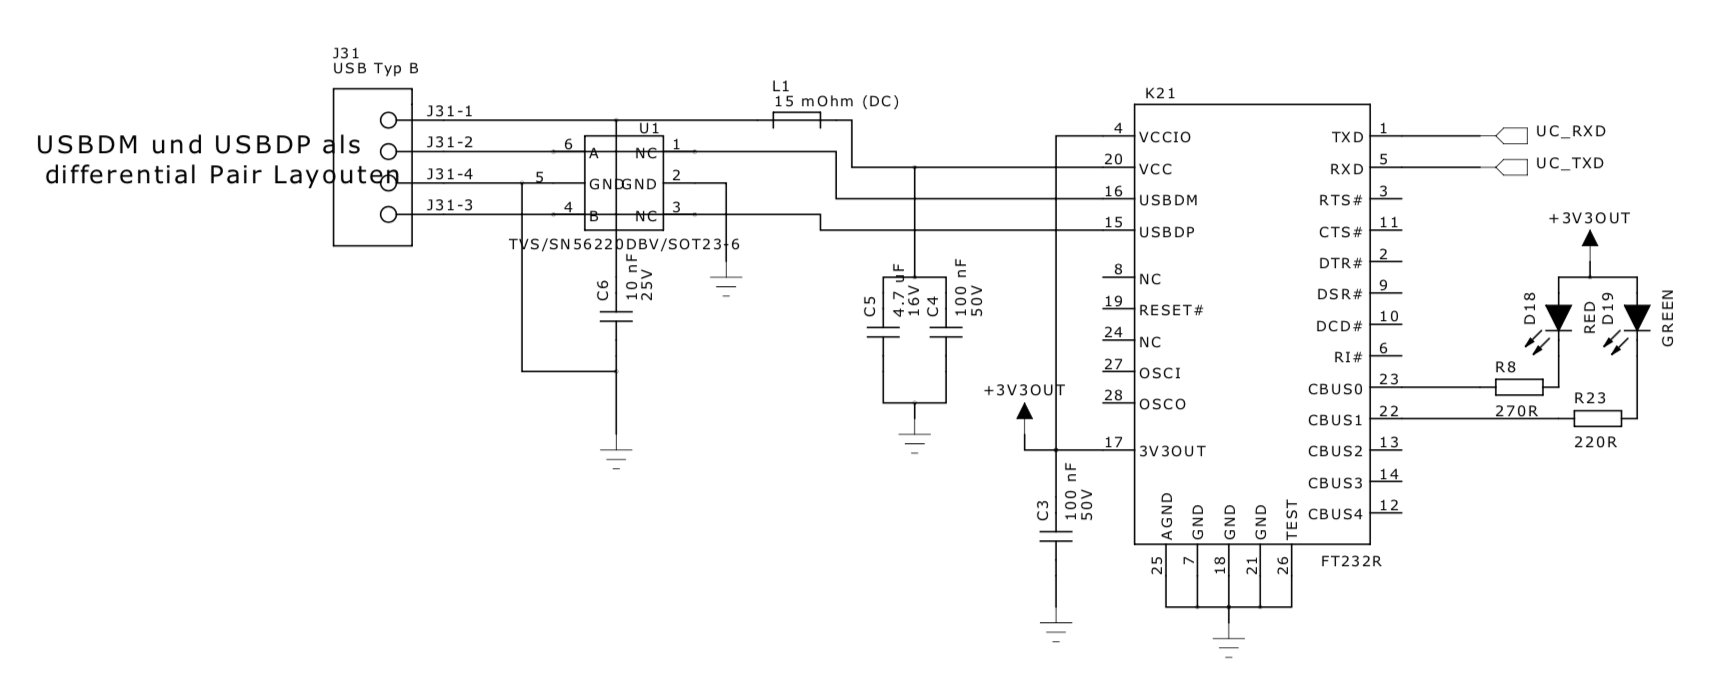 J31
USB Typ B
J31-1
J31-2
J31-4
J31-3
USBDM und USBDP als
differential Pair Layouten
U1
6
A
NC
1
5
GND
GND
2
4
B
NC
3
TVS/SN56220DBV/SOT23-6
C6
10 nF
25V
L1
15 mOhm (DC)
C5
4.7 uF
16V
C4
100 nF
50V
+3V3OUT
C3
100 nF
50V
K21
4
VCCIO
20
VCC
16
USBDM
15
USBDP
8
NC
19
RESET#
24
NC
27
OSCI
28
OSCO
17
3V3OUT
TXD
1
RXD
5
RTS#
3
CTS#
11
DTR#
2
DSR#
9
DCD#
10
RI#
6
CBUS0
23
CBUS1
22
CBUS2
13
CBUS3
14
CBUS4
12
AGND
GND
GND
GND
TEST
25
7
18
21
26
FT232R
UC_RXD
UC_TXD
+3V3OUT
D18
RED
D19
GREEN
R8
270R
R23
220R